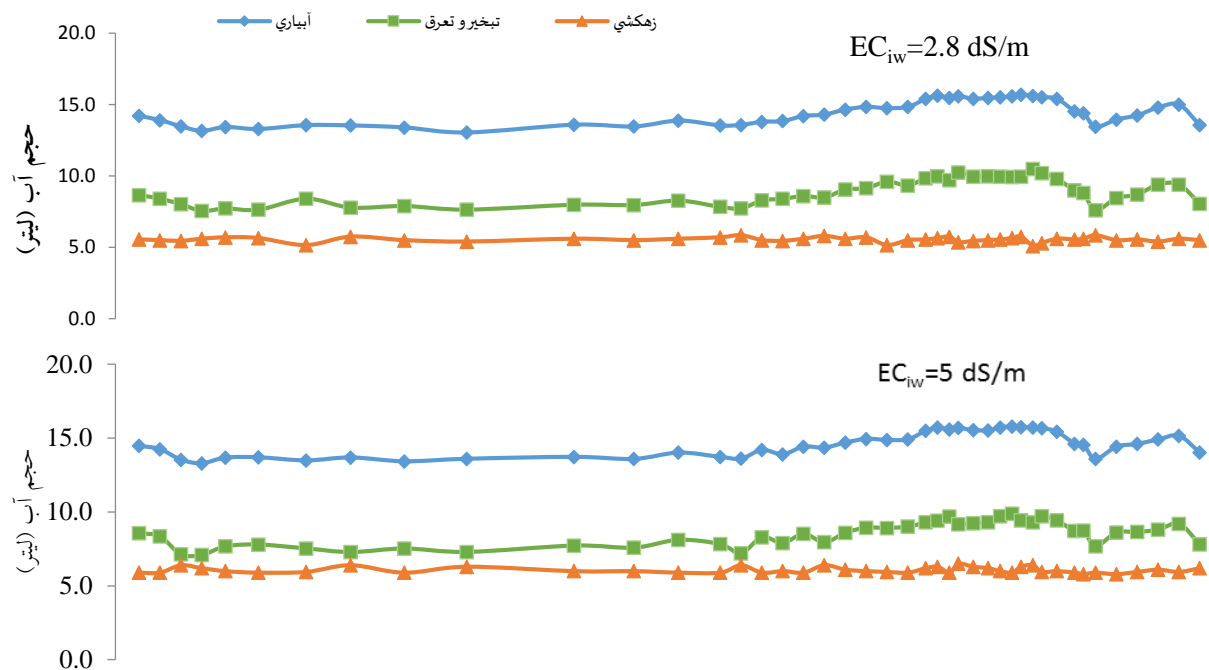 آبياري
تبخير و تعرق
زهكشي
20.0
15.0
10.0
5.0
0.0
حجم آب (ليتر)
EC_iw=2.8 dS/m
20.0
15.0
10.0
5.0
0.0
حجم آب (ليتر)
EC_iw=5 dS/m